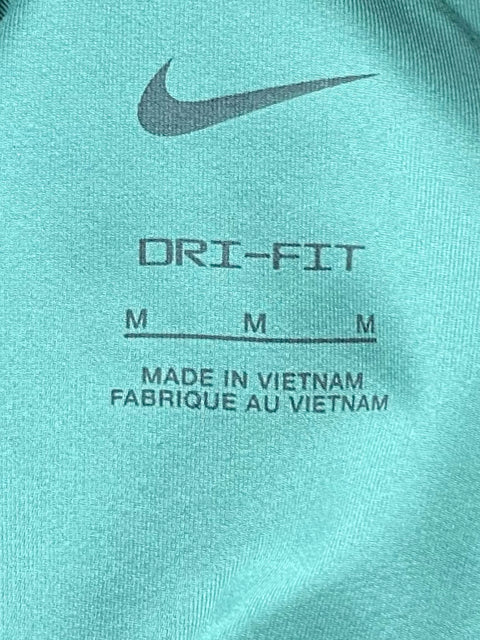 DRI-FIT
M M M
MADE IN VIETNAM
FABRIQUE AU VIETNAM